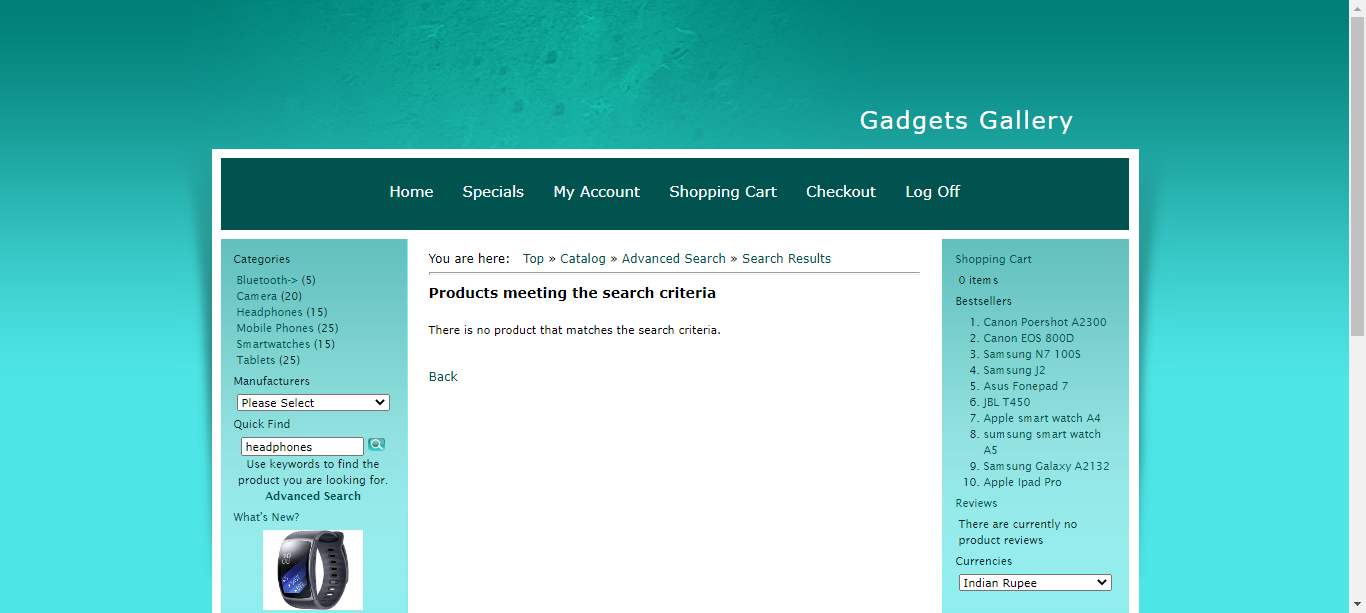 Gadgets Gallery
Home Specials My Account Shopping Cart Checkout Log Off
Categories
Bluetooth-> (5)
Camera (20)
Headphones (15)
Mobile Phones (25)
Smartwatches (15)
Tablets (25)
Manufacturers
Please Select
Quick Find
headphones
Use keywords to find the
product you are looking for.
Advanced Search
What's New?
You are here: Top » Catalog » Advanced Search » Search Results
Products meeting the search criteria
There is no product that matches the search criteria.
Back
Shopping Cart
0 items
Bestsellers
1. Canon Poershot A2300
2. Canon EOS 800D
3. Samsung N7 100S
4. Samsung J2
5. Asus Fonepad 7
6. JBL T450
7. Apple smart watch A4
8. sumsung smart watch
A5
9. Samsung Galaxy A2132
10. Apple Ipad Pro
Reviews
There are currently no
product reviews
Currencies
Indian Rupee